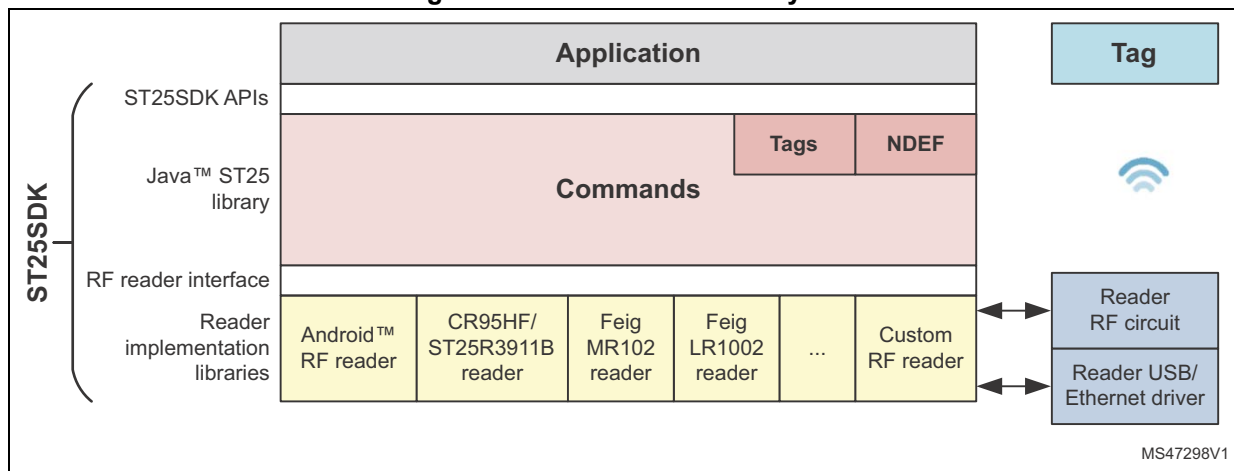 Application
Tag
ST25SDK APIs
Tags
NDEF
Java™ ST25
library
Commands
ST25SDK
RF reader interface
Reader
implementation
libraries
Android™
RF reader
CR95HF/
ST25R3911B
reader
Feig
MR102
reader
Feig
LR1002
reader
...
Custom
RF reader
Reader
RF circuit
Reader USB/
Ethernet driver
MS47298V1